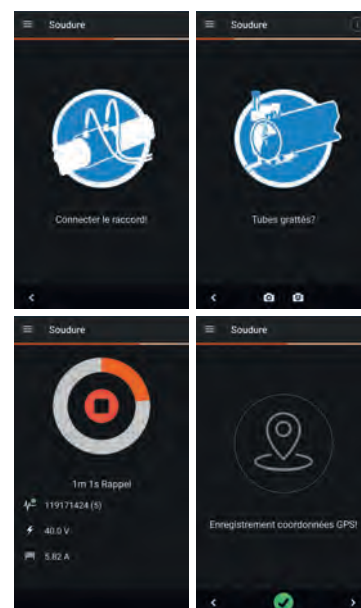 Soudure
Connecter le raccord!
Soudure
Tubes grattés?
Soudure
1m 1s Rappel
119171424 (5)
40.0 V
5.82 A
Soudure
Enregistrement coordonnées GPS!